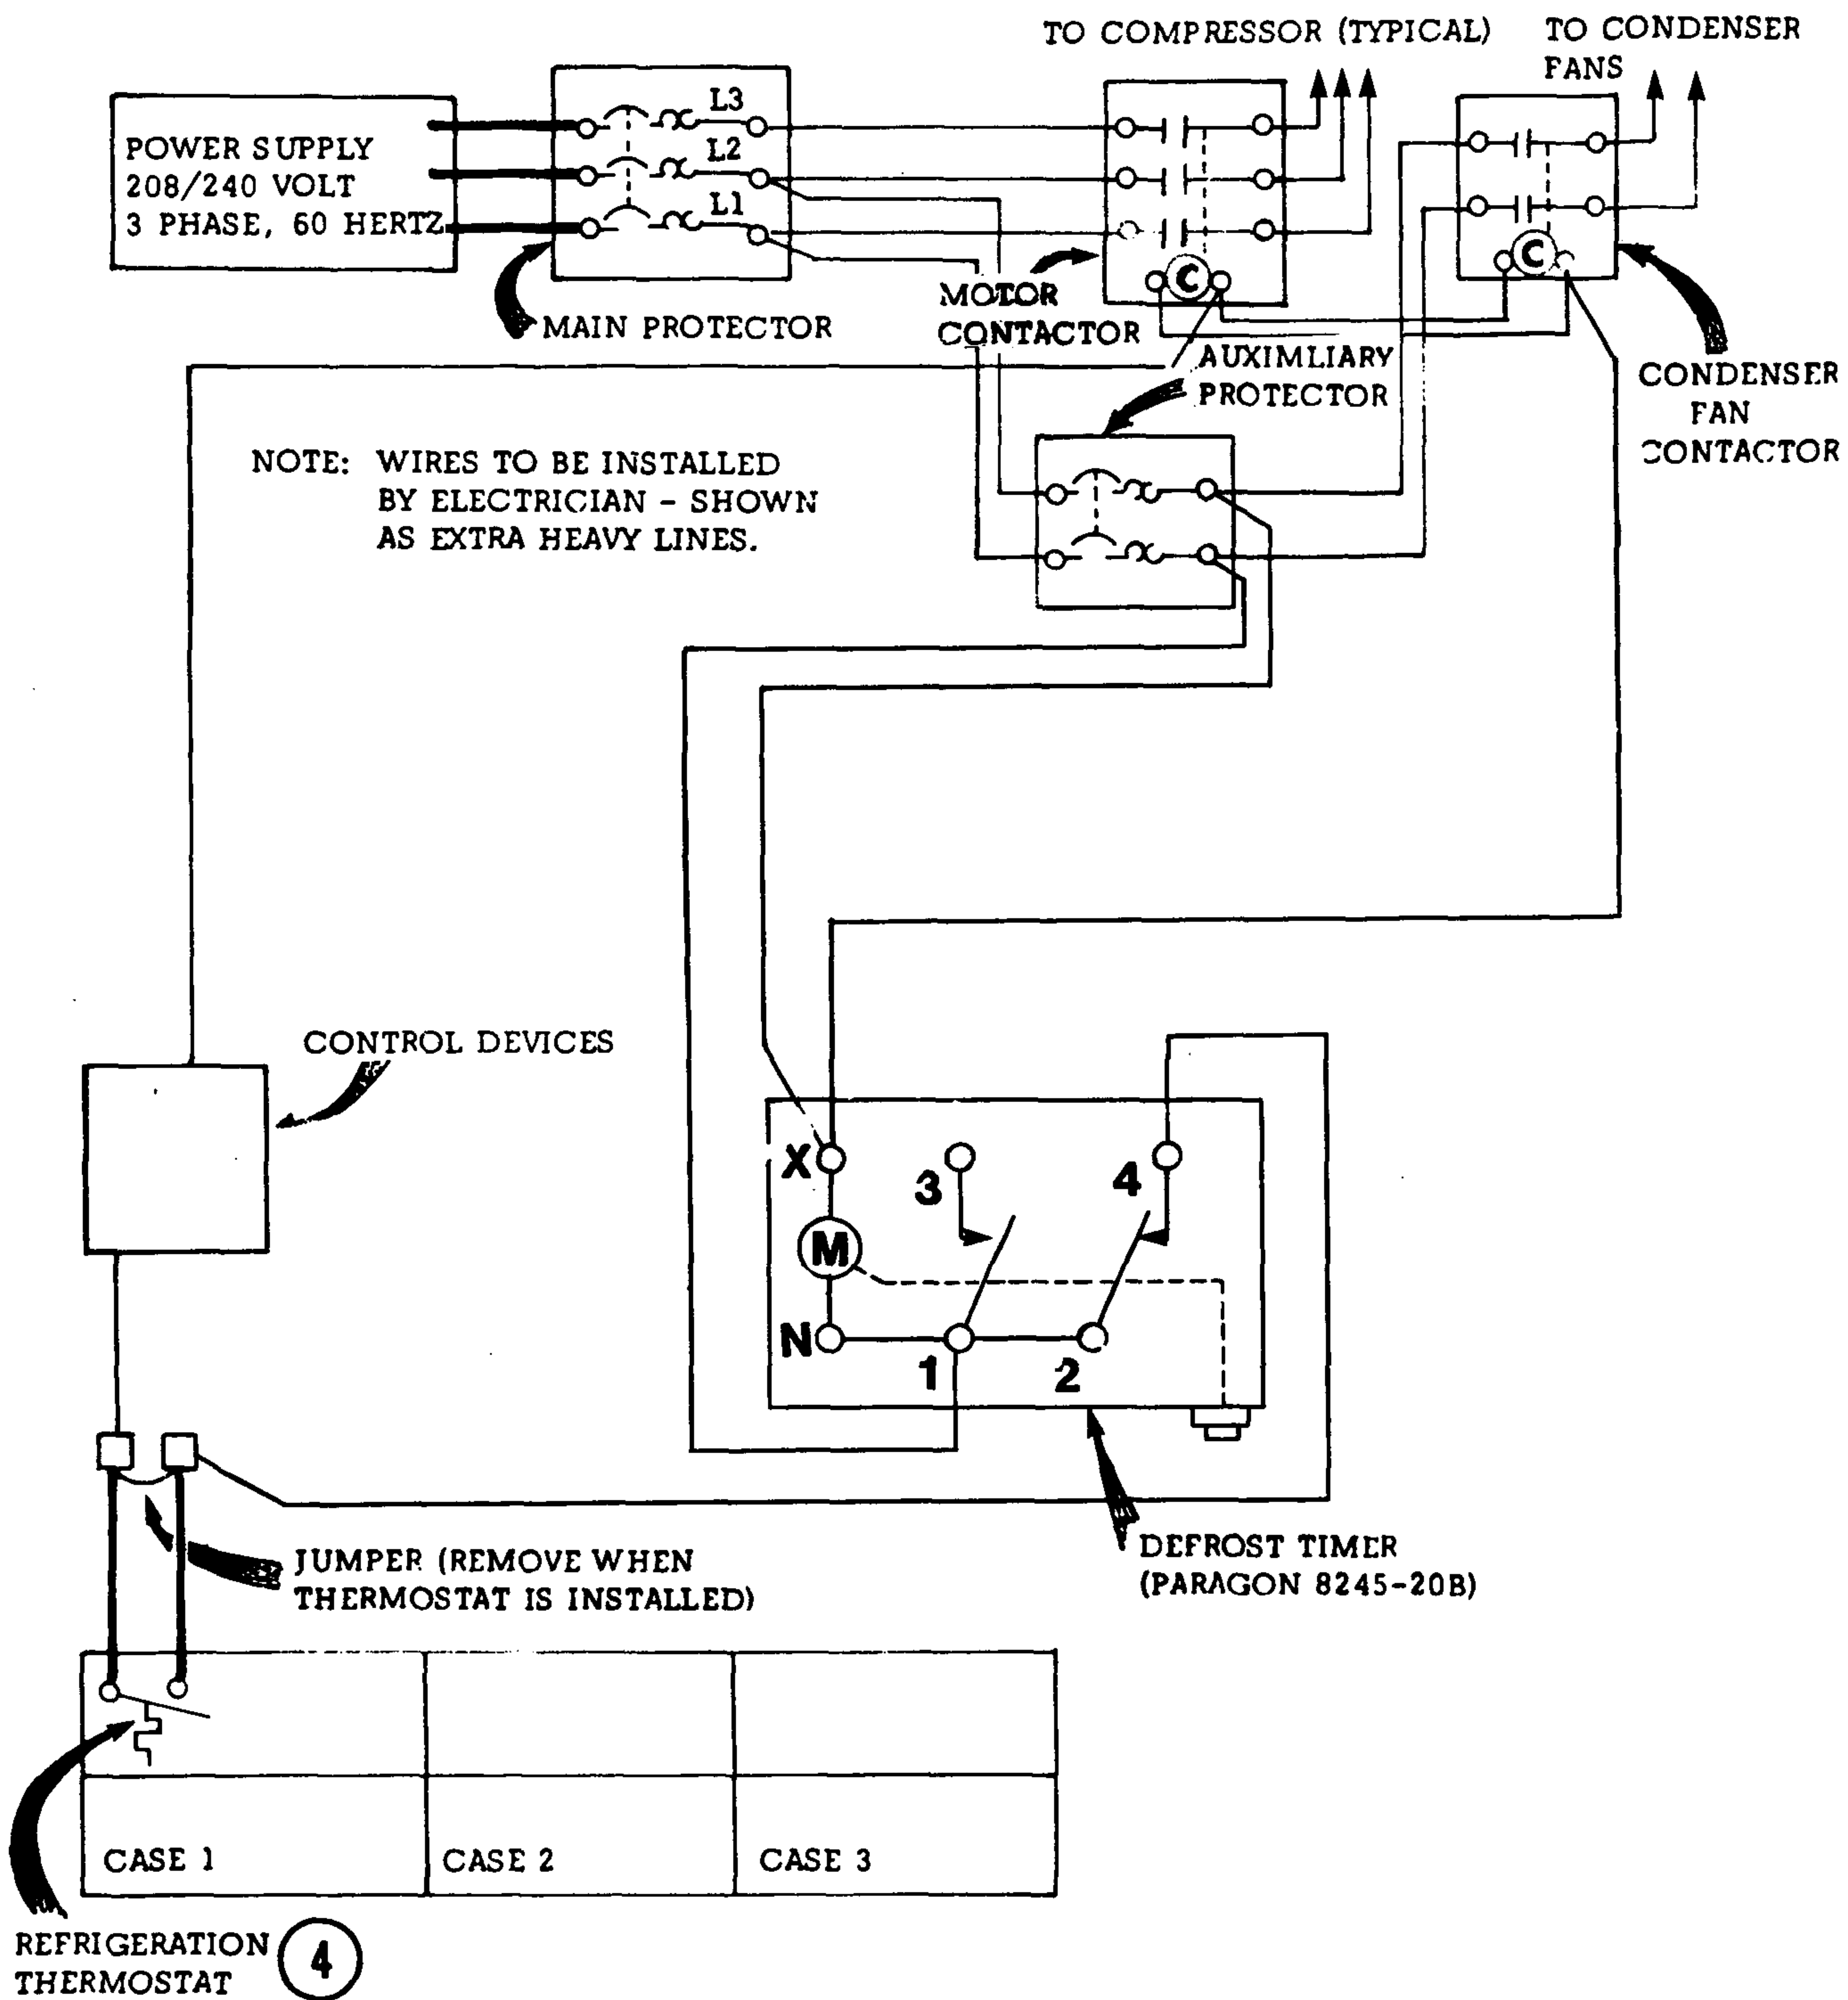 TO COMPRESSOR (TYPICAL)
TO CONDENSER
FANS
POWER SUPPLY
208/240 VOLT
3 PHASE, 60 HERTZ
L3
L2
L1
C
C
MAIN PROTECTOR
MOTOR
CONTACTOR
AUXIMLIARY
PROTECTOR
CONDENSER
FAN
CONTACTOR
NOTE: WIRES TO BE INSTALLED
BY ELECTRICIAN - SHOWN
AS EXTRA HEAVY LINES.
CONTROL DEVICES
X
3
4
M
N
1
2
JUMPER (REMOVE WHEN
THERMOSTAT IS INSTALLED)
DEFROST TIMER
(PARAGON 8245-20B)
CASE 1
CASE 2
CASE 3
REFRIGERATION
THERMOSTAT
4